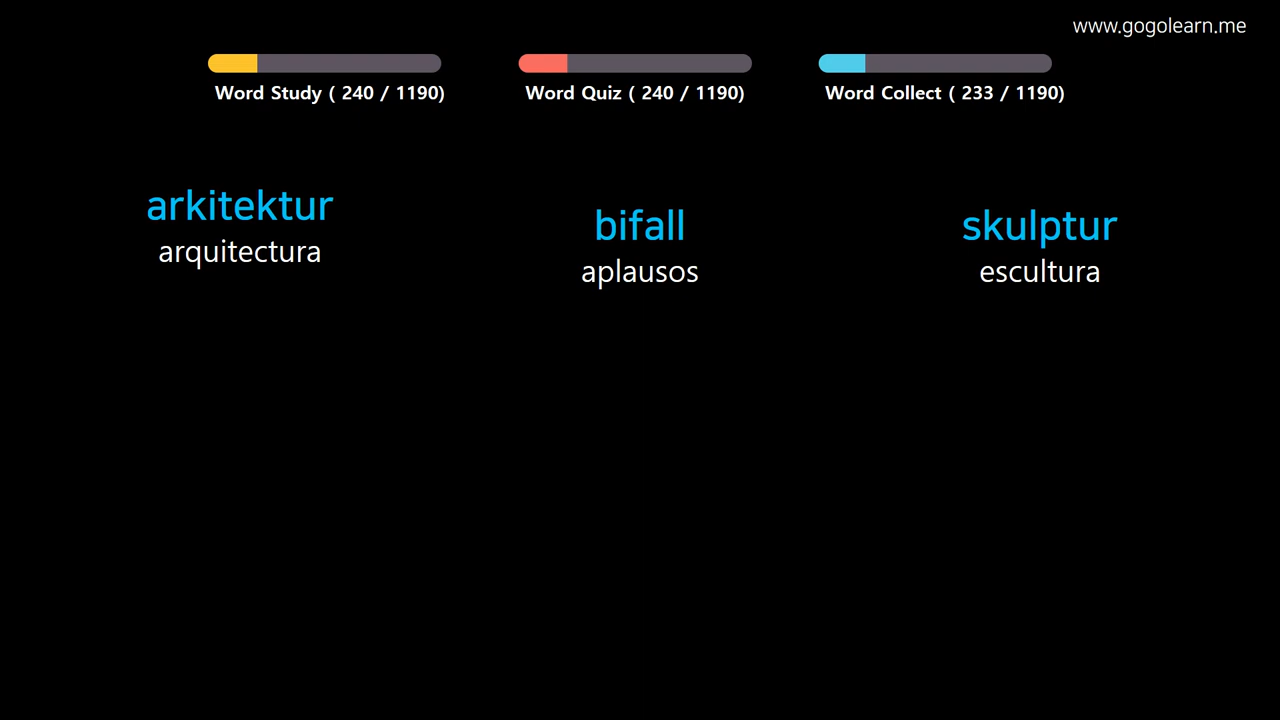 www.gogolearn.me
Word Study ( 240 / 1190)
Word Quiz ( 240 / 1190)
Word Collect ( 233 / 1190)
arkitektur
arquitectura
bifall
aplausos
skulptur
escultura